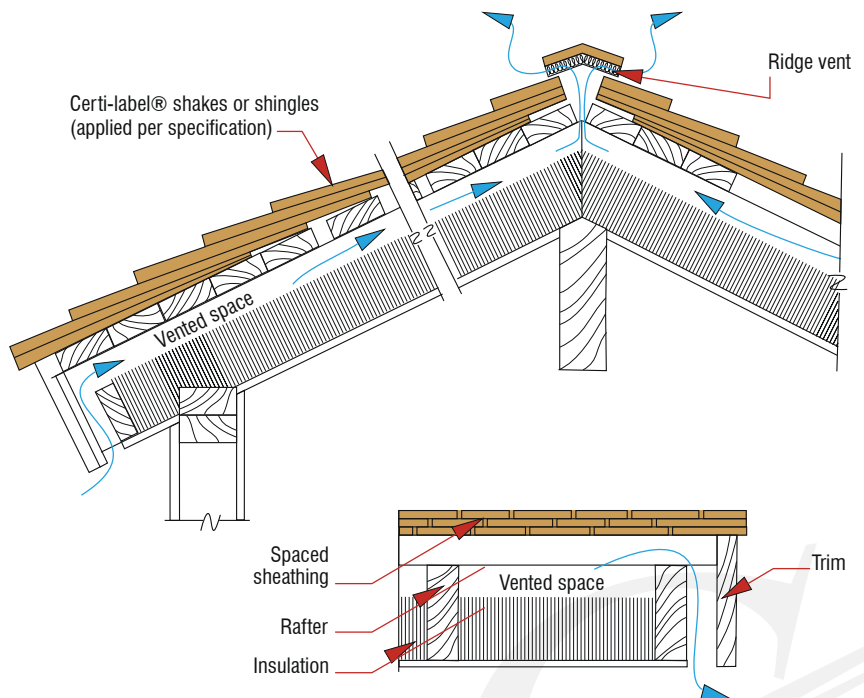 Ridge vent
Certi-label® shakes or shingles
(applied per specification)
Vented space
Spaced
sheathing
Vented space
Trim
Rafter
Insulation